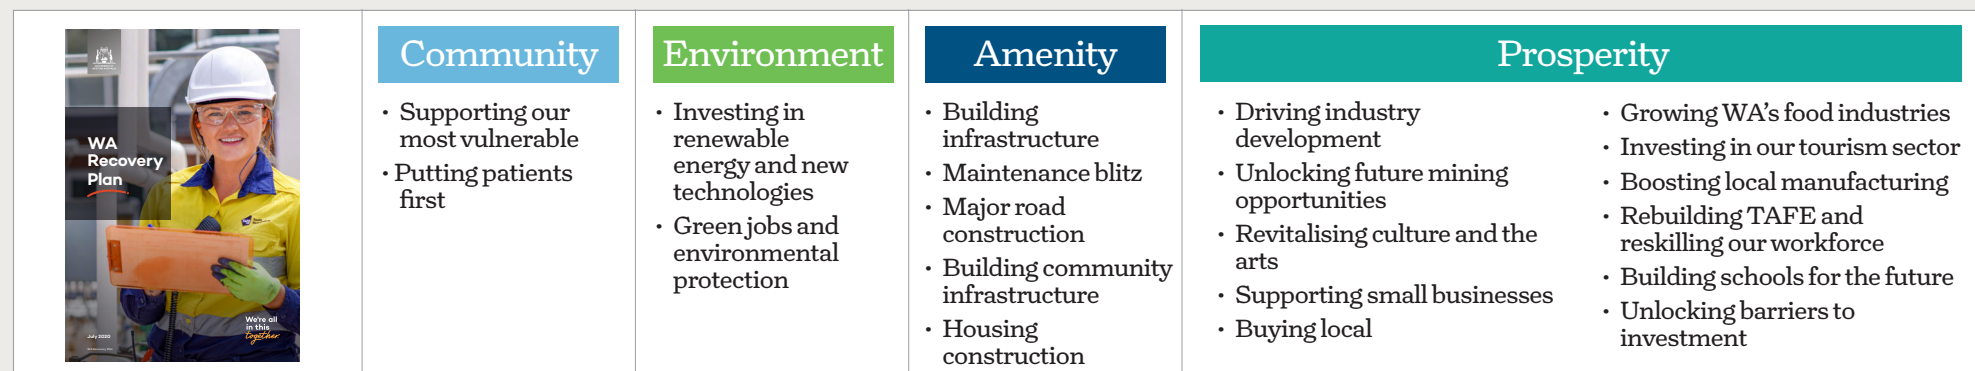 WA
Recovery
Plan
We're all
in this
together
July 2020
Community
• Supporting our
most vulnerable
• Putting patients
first
Environment
• Investing in
renewable
energy and new
technologies
• Green jobs and
environmental
protection
Amenity
• Building
infrastructure
• Maintenance blitz
• Major road
construction
• Building community
infrastructure
• Housing
construction
Prosperity
• Driving industry
development
• Unlocking future mining
opportunities
• Revitalising culture and the
arts
• Supporting small businesses
• Buying local
• Growing WA's food industries
• Investing in our tourism sector
• Boosting local manufacturing
• Rebuilding TAFE and
reskilling our workforce
• Building schools for the future
• Unlocking barriers to
investment